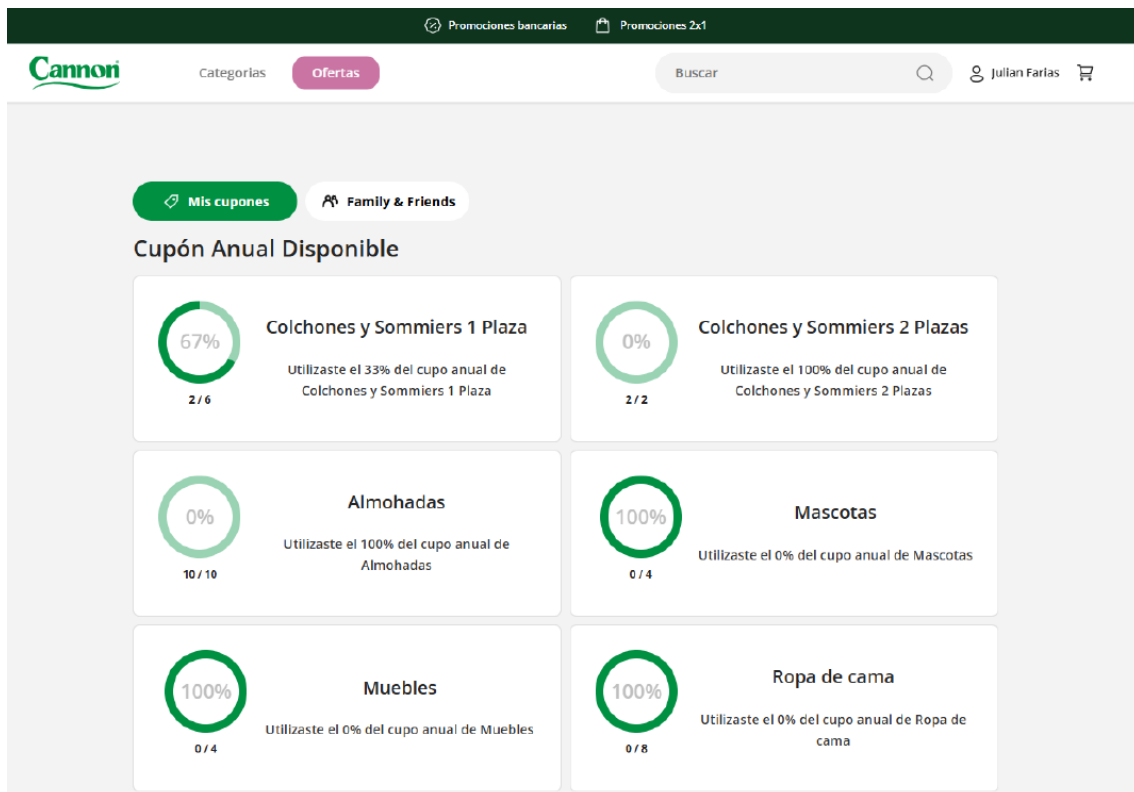 Promociones bancarias Promociones 2x1
Cannon
Categorias Ofertas Buscar Julian Farias
Mis cupones Family & Friends
Cupón Anual Disponible
67%
2 / 6
Colchones y Sommiers 1 Plaza
Utilizaste el 33% del cupo anual de
Colchones y Sommiers 1 Plaza
0%
2 / 2
Colchones y Sommiers 2 Plazas
Utilizaste el 100% del cupo anual de
Colchones y Sommiers 2 Plazas
0%
10 / 10
Almohadas
Utilizaste el 100% del cupo anual de
Almohadas
100%
0 / 4
Mascotas
Utilizaste el 0% del cupo anual de Mascotas
100%
0 / 4
Muebles
Utilizaste el 0% del cupo anual de Muebles
100%
0 / 8
Ropa de cama
Utilizaste el 0% del cupo anual de Ropa de
cama